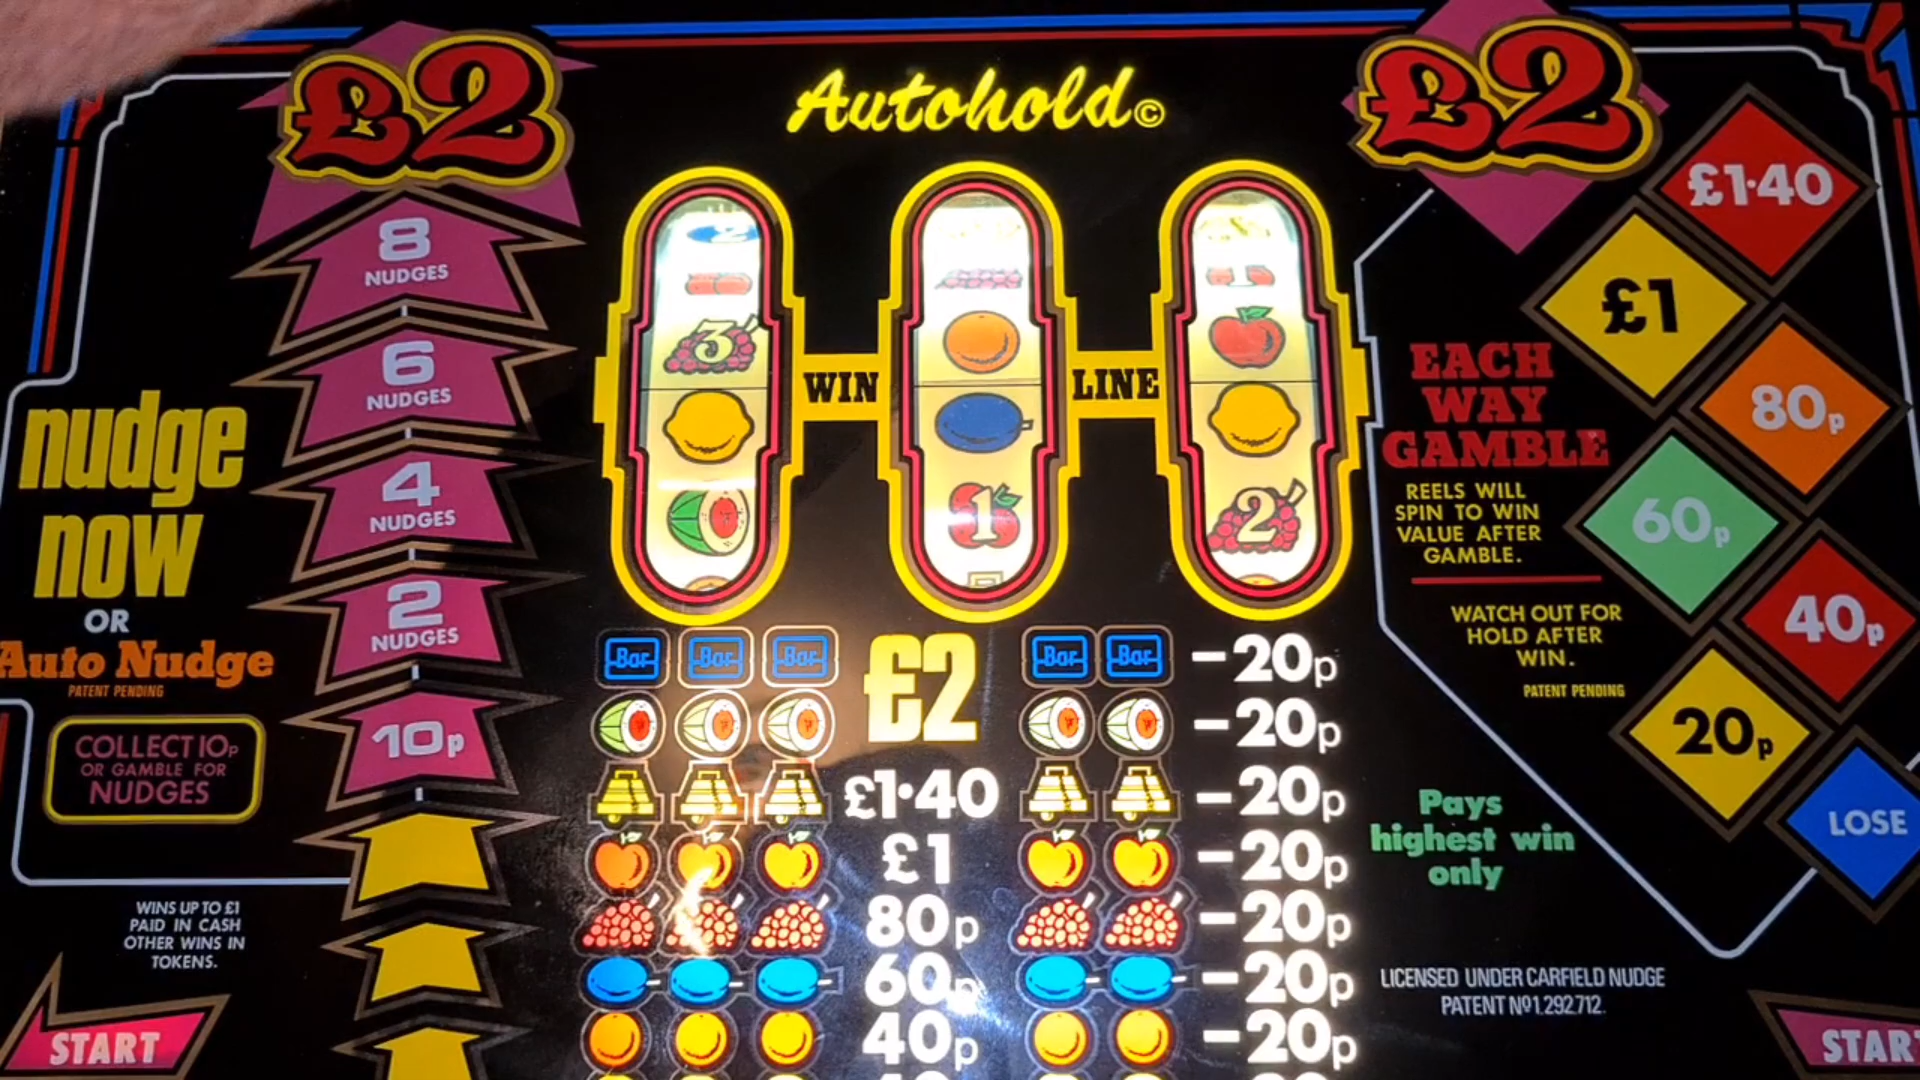 £2
Autohold©
£2
8
NUDGES
6
NUDGES
4
NUDGES
2
NUDGES
10p
nudge
now
OR
Auto Nudge
PATENT PENDING
COLLECT 10p
OR GAMBLE FOR
NUDGES
WINS UP TO £1
PAID IN CASH
OTHER WINS IN
TOKENS.
START
2
3
1
2
WIN LINE
Bar Bar Bar £2 Bar Bar -20p
-20p
£1·40 -20p
£1 -20p
80p -20p
60p -20p
40p -20p
£1·40
£1
80p
60p
40p
20p
LOSE
EACH
WAY
GAMBLE
REELS WILL
SPIN TO WIN
VALUE AFTER
GAMBLE.
WATCH OUT FOR
HOLD AFTER
WIN.
PATENT PENDING
Pays
highest win
only
LICENSED UNDER CARFIELD NUDGE
PATENT Nº1,292,712.
START